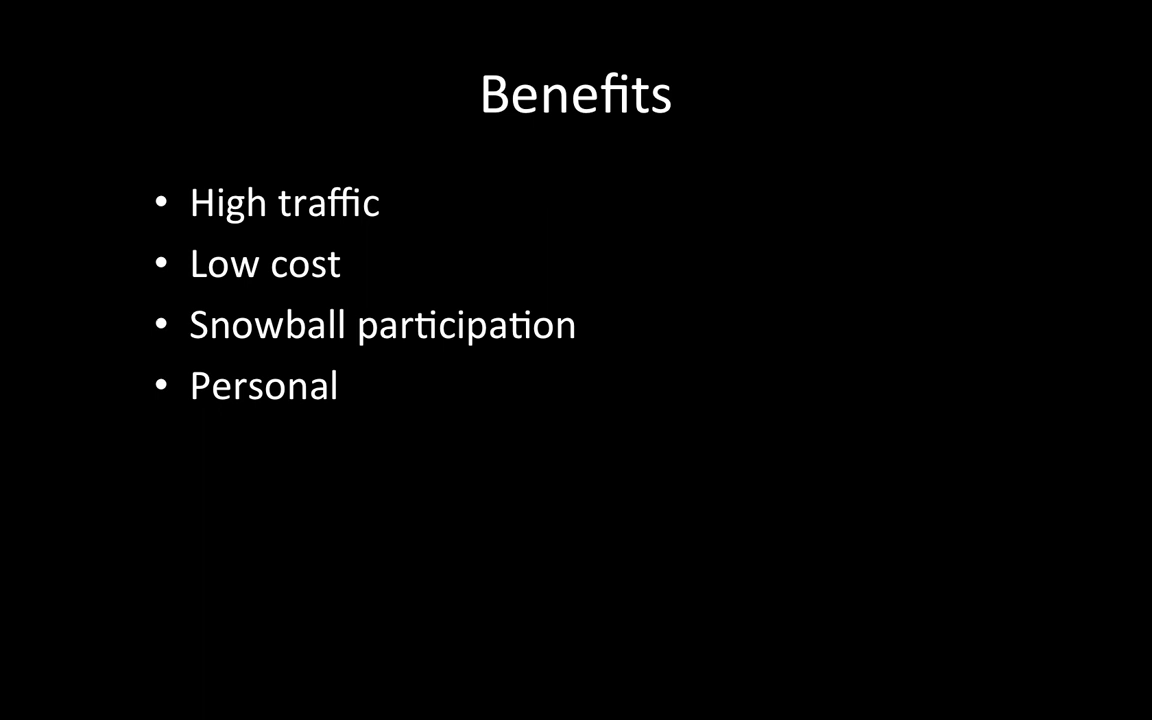 Benefits
• High traffic
• Low cost
• Snowball participation
• Personal